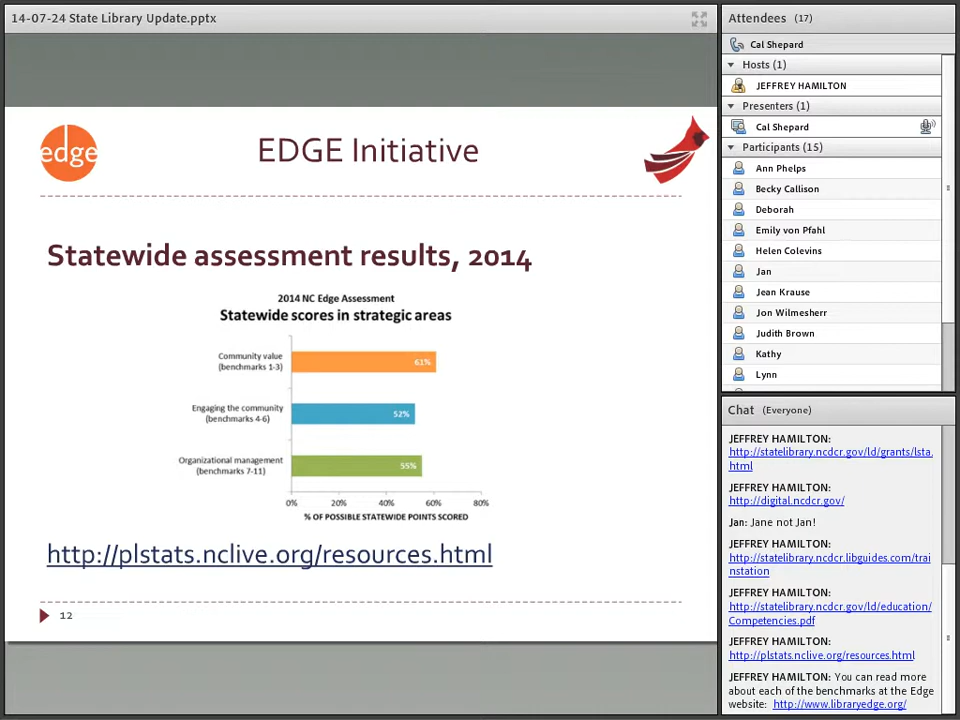 14-07-24 State Library Update.pptx
edge
EDGE Initiative
Statewide assessment results, 2014
2014 NC Edge Assessment
Statewide scores in strategic areas
Community value
(benchmarks 1-3)
61%
Engaging the community
(benchmarks 4-6)
52%
Organizational management
(benchmarks 7-11)
55%
0% 20% 40% 60% 80%
% OF POSSIBLE STATEWIDE POINTS SCORED
http://plstats.nclive.org/resources.html
12
Attendees (17)
Cal Shepard
Hosts (1)
JEFFREY HAMILTON
Presenters (1)
Cal Shepard
Participants (15)
Ann Phelps
Becky Callison
Deborah
Emily von Pfahl
Helen Colevins
Jan
Jean Krause
Jon Wilmesherr
Judith Brown
Kathy
Lynn
Chat (Everyone)
JEFFREY HAMILTON:
http://statelibrary.ncdcr.gov/ld/grants/lsta.
html
JEFFREY HAMILTON:
http://digital.ncdcr.gov/
Jan: Jane not Jan!
JEFFREY HAMILTON:
http://statelibrary.ncdcr.libguides.com/trai
nstation
JEFFREY HAMILTON:
http://statelibrary.ncdcr.gov/ld/education/
Competencies.pdf
JEFFREY HAMILTON:
http://plstats.nclive.org/resources.html
JEFFREY HAMILTON: You can read more
about each of the benchmarks at the Edge
website: http://www.libraryedge.org/